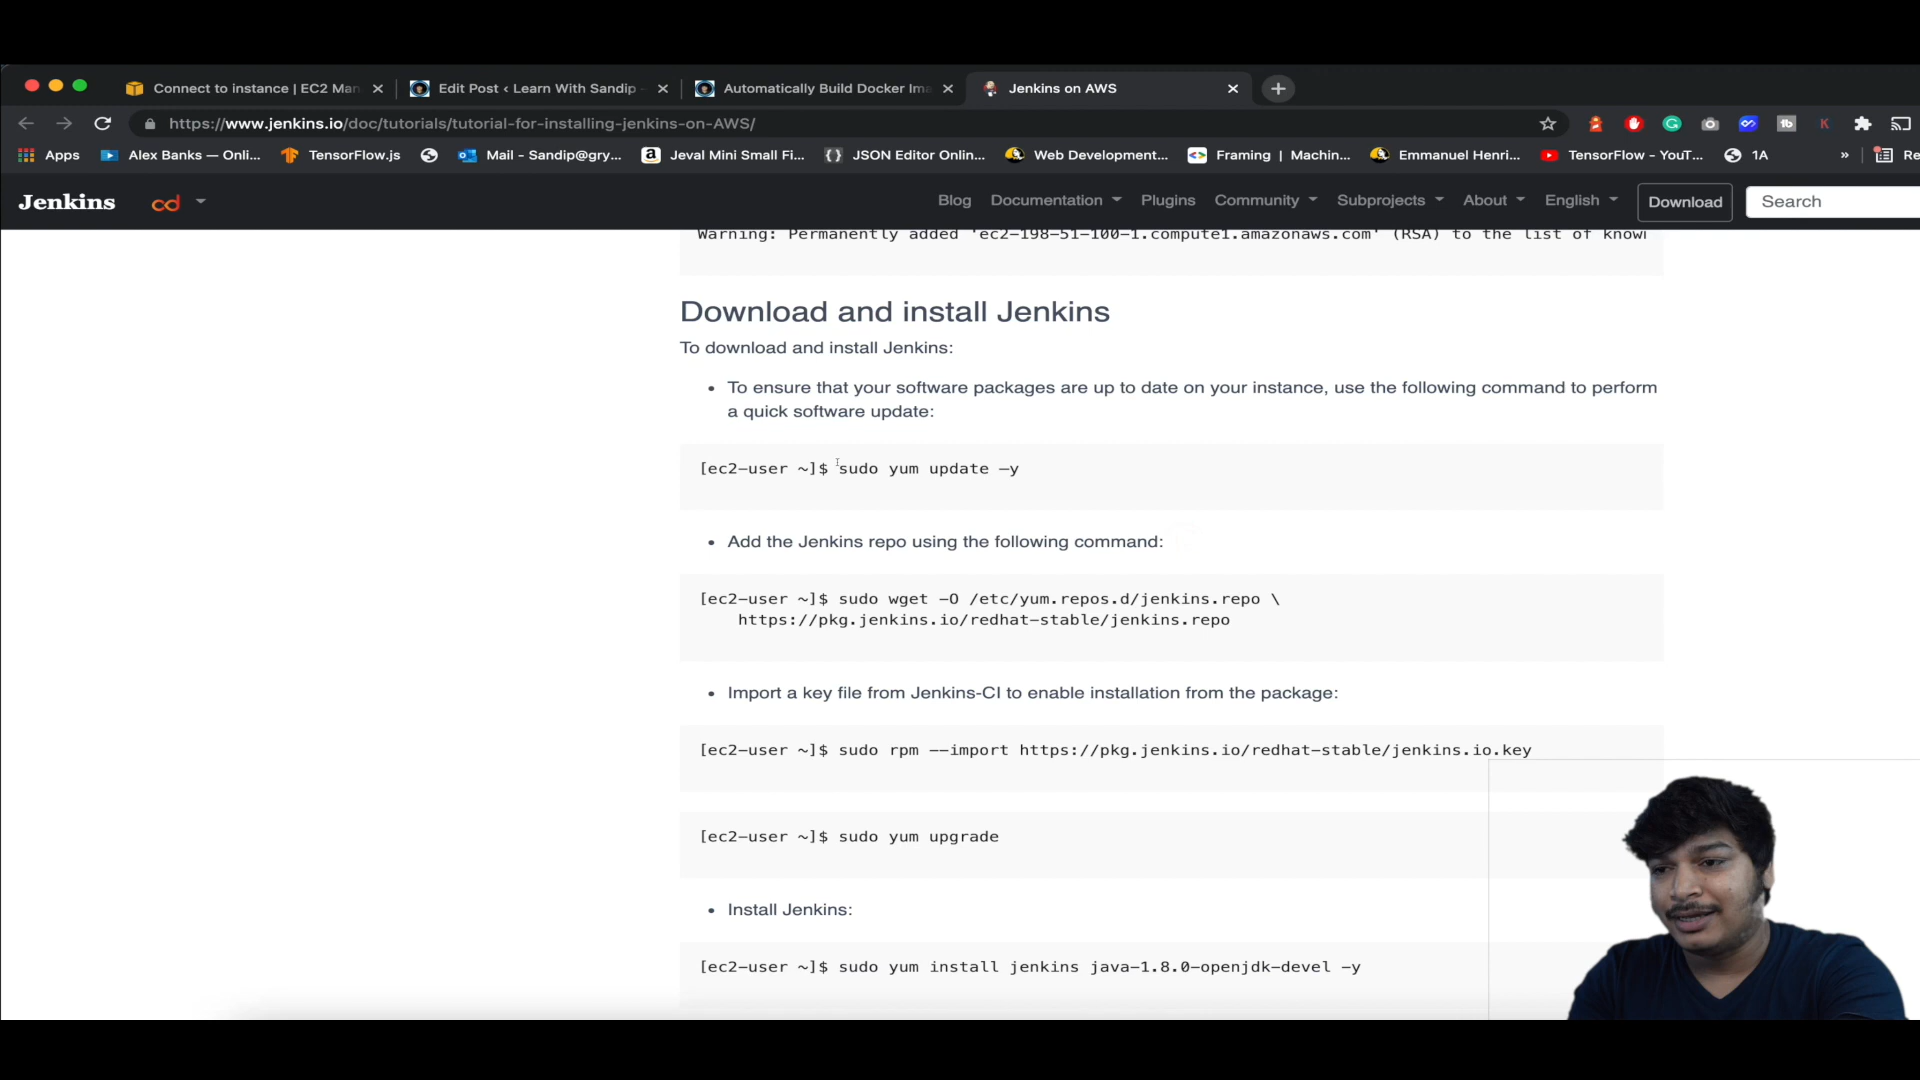 Connect to instance | EC2 Man
Edit Post ‹ Learn With Sandip -
Automatically Build Docker Ima
Jenkins on AWS
https://www.jenkins.io/doc/tutorials/tutorial-for-installing-jenkins-on-AWS/
Apps
Alex Banks — Onli...
TensorFlow.js
Mail - Sandip@gry...
Jeval Mini Small Fi...
JSON Editor Onlin...
Web Development...
Framing | Machin...
Emmanuel Henri...
TensorFlow - YouT...
1A
»
Re
Jenkins
cd
Blog
Documentation
Plugins
Community
Subprojects
About
English
Download
Search
Warning: Permanently added 'ec2-198-51-100-1.compute1.amazonaws.com' (RSA) to the list of known
Download and install Jenkins
To download and install Jenkins:
• To ensure that your software packages are up to date on your instance, use the following command to perform
a quick software update:
[ec2-user ~]$ sudo yum update –y
• Add the Jenkins repo using the following command:
[ec2-user ~]$ sudo wget -O /etc/yum.repos.d/jenkins.repo \
https://pkg.jenkins.io/redhat-stable/jenkins.repo
• Import a key file from Jenkins-CI to enable installation from the package:
[ec2-user ~]$ sudo rpm --import https://pkg.jenkins.io/redhat-stable/jenkins.io.key
[ec2-user ~]$ sudo yum upgrade
• Install Jenkins:
[ec2-user ~]$ sudo yum install jenkins java-1.8.0-openjdk-devel -y